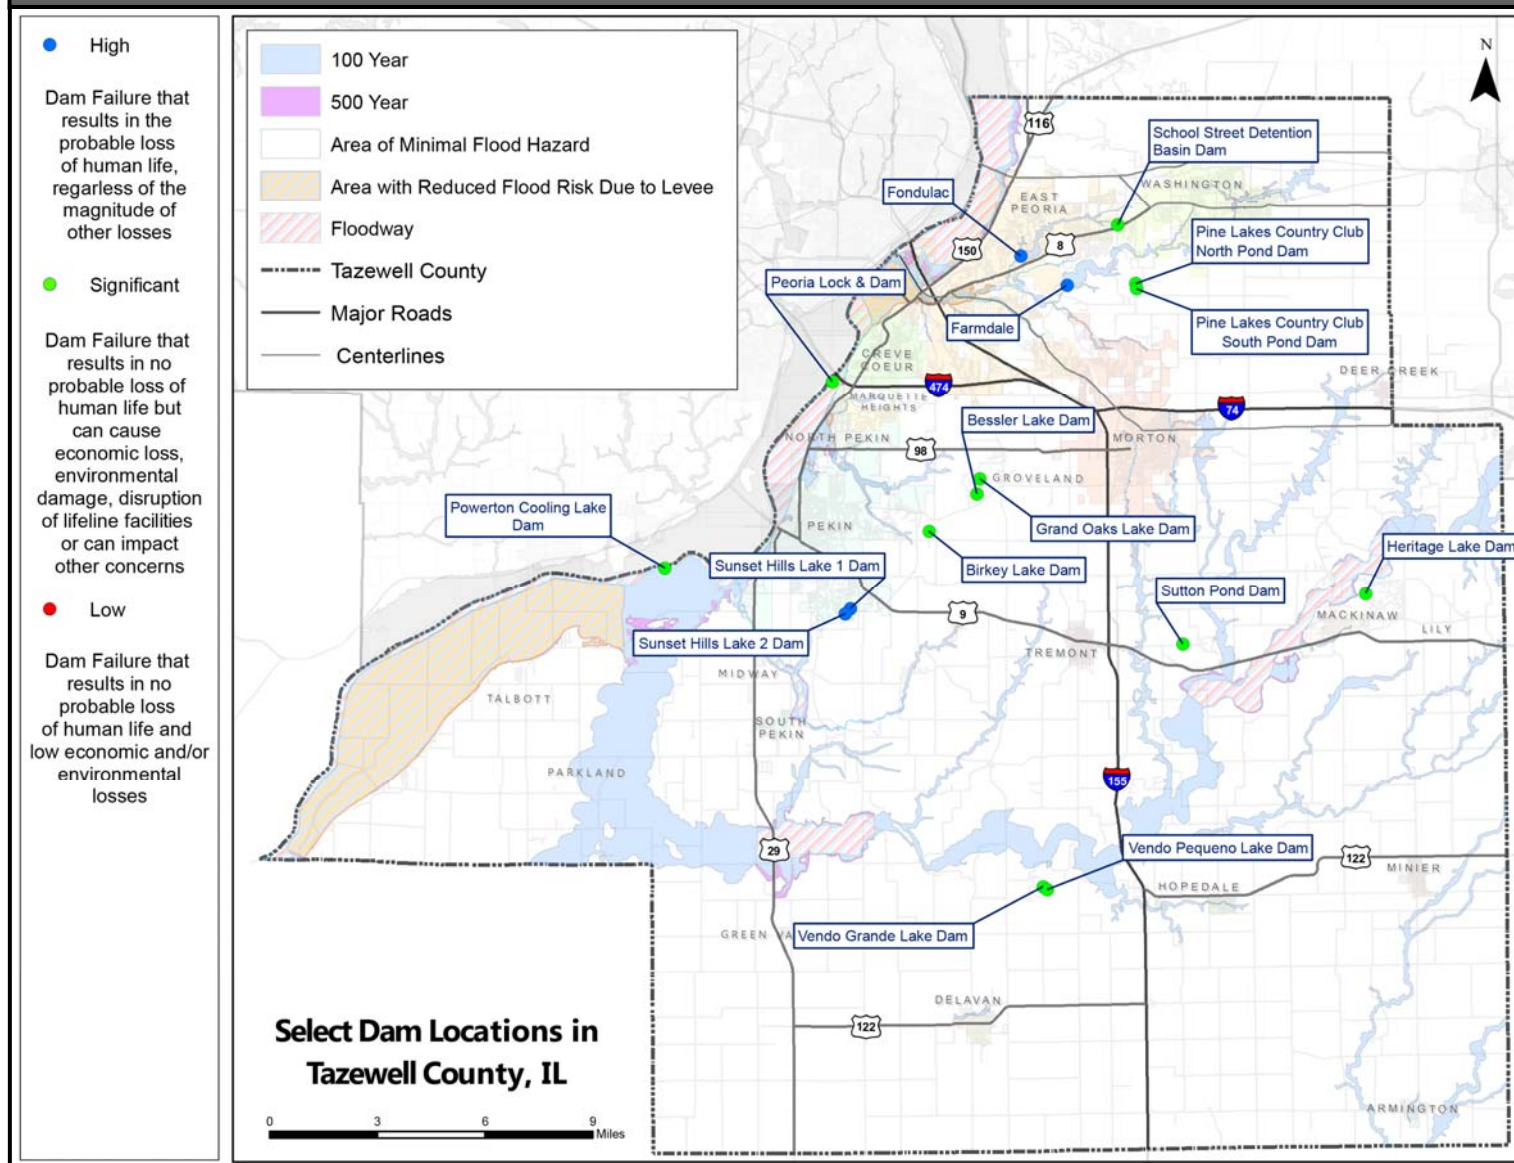 High
Dam Failure that
results in the
probable loss
of human life,
regarless of the
magnitude of
other losses
Significant
Dam Failure that
results in no
probable loss of
human life but
can cause
economic loss,
environmental
damage, disruption
of lifeline facilities
or can impact
other concerns
Low
Dam Failure that
results in no
probable loss
of human life and
low economic and/or
environmental
losses
100 Year
500 Year
Area of Minimal Flood Hazard
Area with Reduced Flood Risk Due to Levee
Floodway
Tazewell County
Major Roads
Centerlines
N
116
School Street Detention
Basin Dam
WASHINGTON
Fondulac
EAST
PEORIA
150
8
Pine Lakes Country Club
North Pond Dam
Peoria Lock & Dam
Farmdale
Pine Lakes Country Club
South Pond Dam
CREVE
COEUR
DEER CREEK
474
MARQUETTE
HEIGHTS
74
Bessler Lake Dam
NORTH PEKIN
98
MORTON
GROVELAND
Powerton Cooling Lake
Dam
PEKIN
Grand Oaks Lake Dam
Heritage Lake Dam
Sunset Hills Lake 1 Dam
Birkey Lake Dam
Sutton Pond Dam
9
MACKINAW
LILY
Sunset Hills Lake 2 Dam
TREMONT
MIDWAY
TALBOTT
SOUTH
PEKIN
PARKLAND
155
29
Vendo Pequeno Lake Dam
122
MINIER
HOPEDALE
GREEN VA
Vendo Grande Lake Dam
DELAVAN
122
Select Dam Locations in
Tazewell County, IL
0 3 6 9
Miles
ARMINGTON